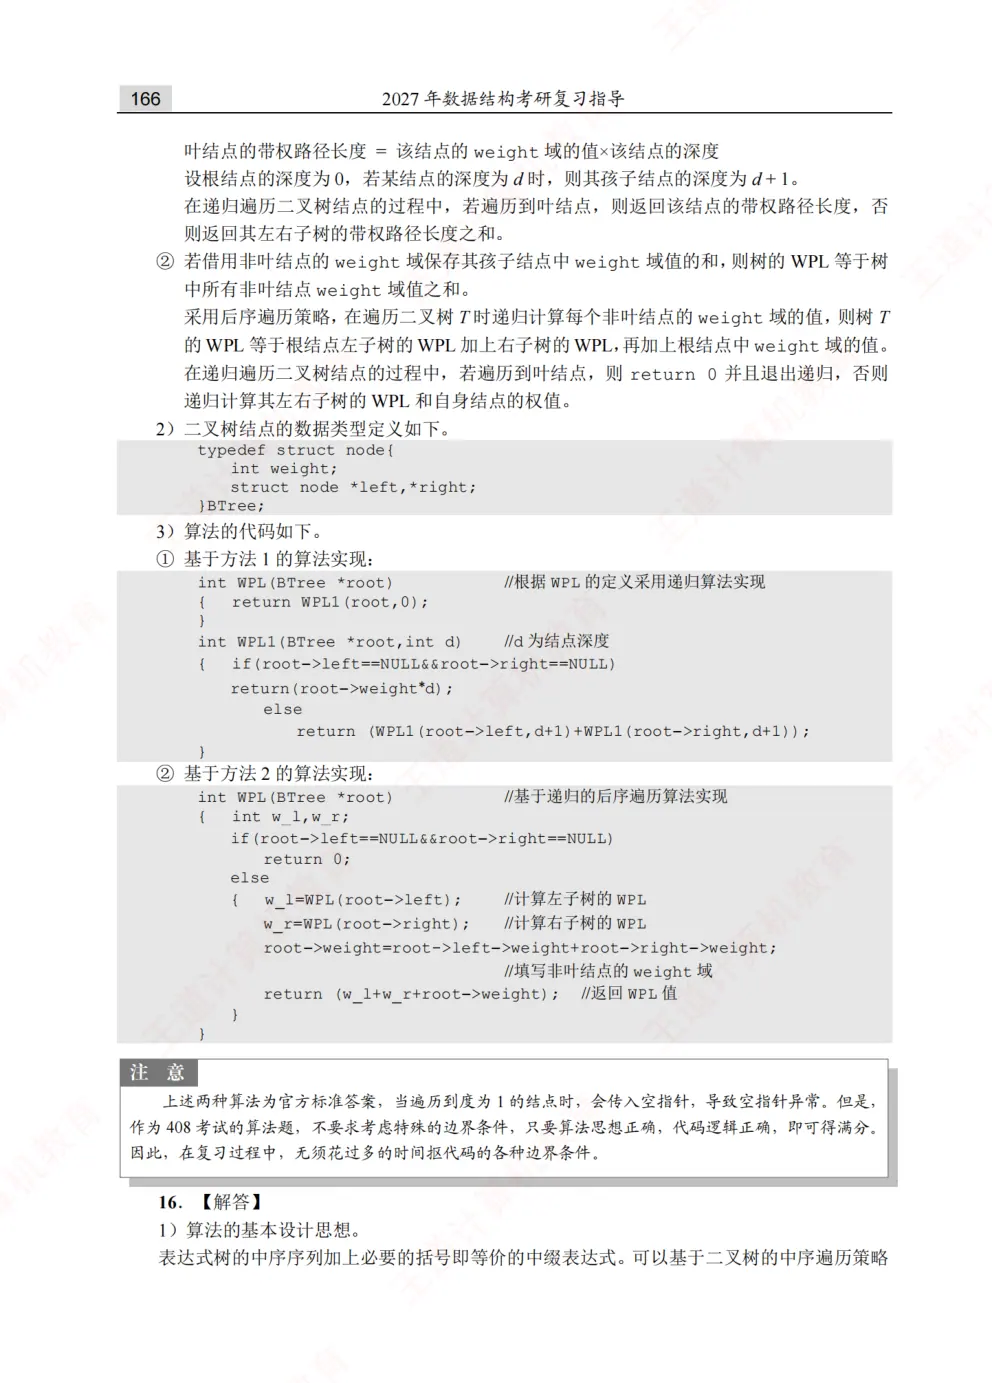 166
2027 年数据结构考研复习指导
叶结点的带权路径长度 = 该结点的 weight 域的值×该结点的深度
设根结点的深度为 0，若某结点的深度为 d 时，则其孩子结点的深度为 d + 1。
在递归遍历二叉树结点的过程中，若遍历到叶结点，则返回该结点的带权路径长度，否
则返回其左右子树的带权路径长度之和。
② 若借用非叶结点的 weight 域保存其孩子结点中 weight 域值的和，则树的 WPL 等于树
中所有非叶结点 weight 域值之和。
采用后序遍历策略，在遍历二叉树 T 时递归计算每个非叶结点的 weight 域的值，则树 T
的 WPL 等于根结点左子树的 WPL 加上右子树的 WPL，再加上根结点中 weight 域的值。
在递归遍历二叉树结点的过程中，若遍历到叶结点，则 return 0 并且退出递归，否则
递归计算其左右子树的 WPL 和自身结点的权值。
2）二叉树结点的数据类型定义如下。
typedef struct node{
int weight;
struct node *left,*right;
}BTree;
3）算法的代码如下。
① 基于方法 1 的算法实现：
int WPL(BTree *root) //根据 WPL 的定义采用递归算法实现
{ return WPL1(root,0);
}
int WPL1(BTree *root,int d) //d 为结点深度
{ if(root->left==NULL&&root->right==NULL)
return(root->weight*d);
else
return (WPL1(root->left,d+1)+WPL1(root->right,d+1));
}
② 基于方法 2 的算法实现：
int WPL(BTree *root) //基于递归的后序遍历算法实现
{ int w_l,w_r;
if(root->left==NULL&&root->right==NULL)
return 0;
else
{ w_l=WPL(root->left); //计算左子树的 WPL
w_r=WPL(root->right); //计算右子树的 WPL
root->weight=root->left->weight+root->right->weight;
//填写非叶结点的 weight 域
return (w_l+w_r+root->weight); //返回 WPL 值
}
}
注 意
上述两种算法为官方标准答案，当遍历到度为 1 的结点时，会传入空指针，导致空指针异常。但是，
作为 408 考试的算法题，不要求考虑特殊的边界条件，只要算法思想正确，代码逻辑正确，即可得满分。
因此，在复习过程中，无须花过多的时间抠代码的各种边界条件。
16. 【解答】
1）算法的基本设计思想。
表达式树的中序序列加上必要的括号即等价的中缀表达式。可以基于二叉树的中序遍历策略